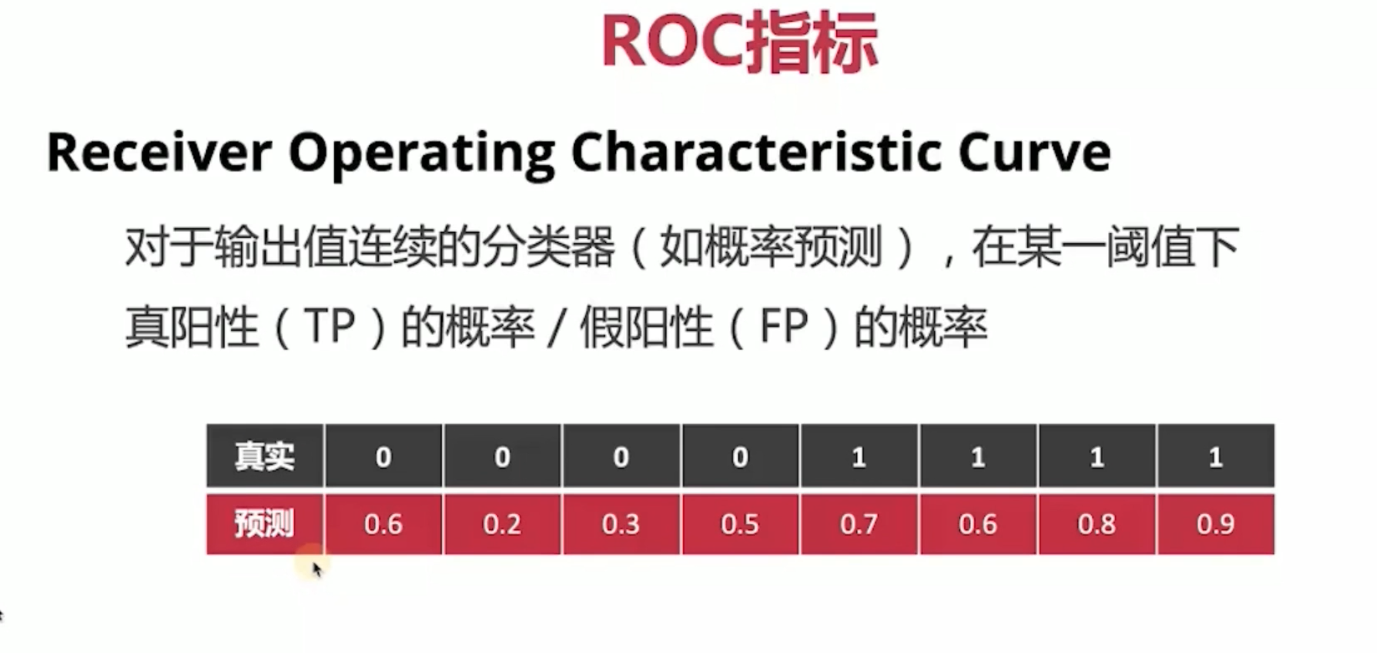 ROC指标
Receiver Operating Characteristic Curve
对于输出值连续的分类器（如概率预测），在某一阈值下
真阳性（TP）的概率 / 假阳性（FP）的概率
真实 0 0 0 0 1 1 1 1
预测 0.6 0.2 0.3 0.5 0.7 0.6 0.8 0.9